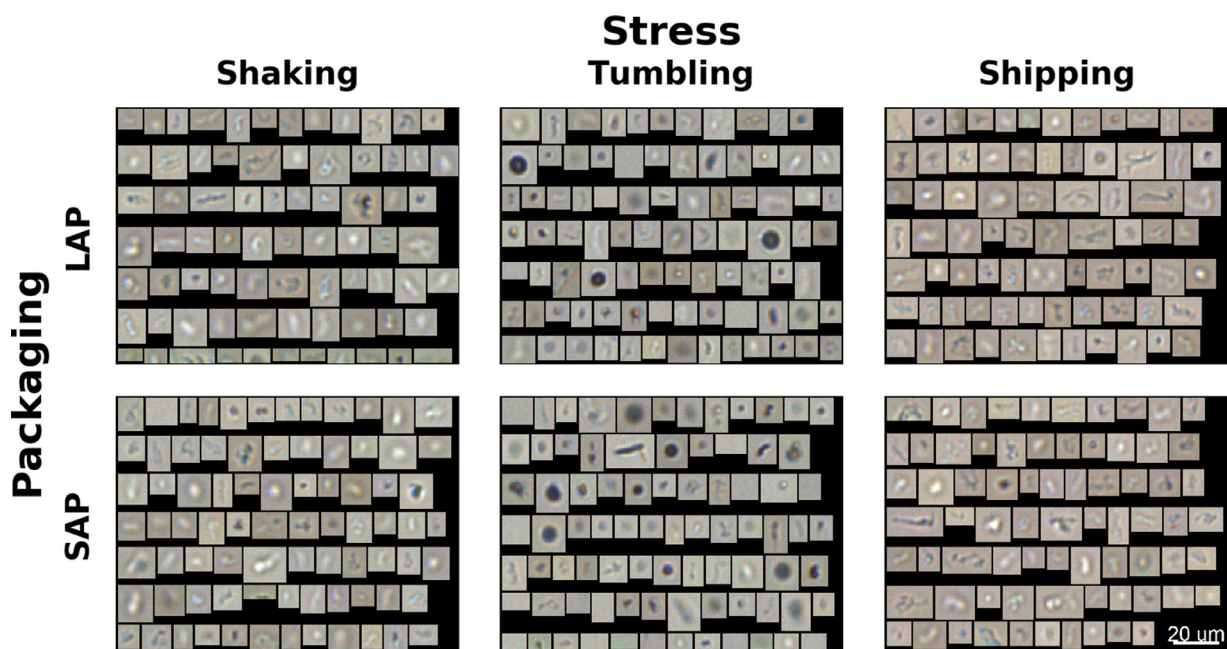 Stress
Shaking
Tumbling
Shipping
Packaging
LAP
SAP
20 um